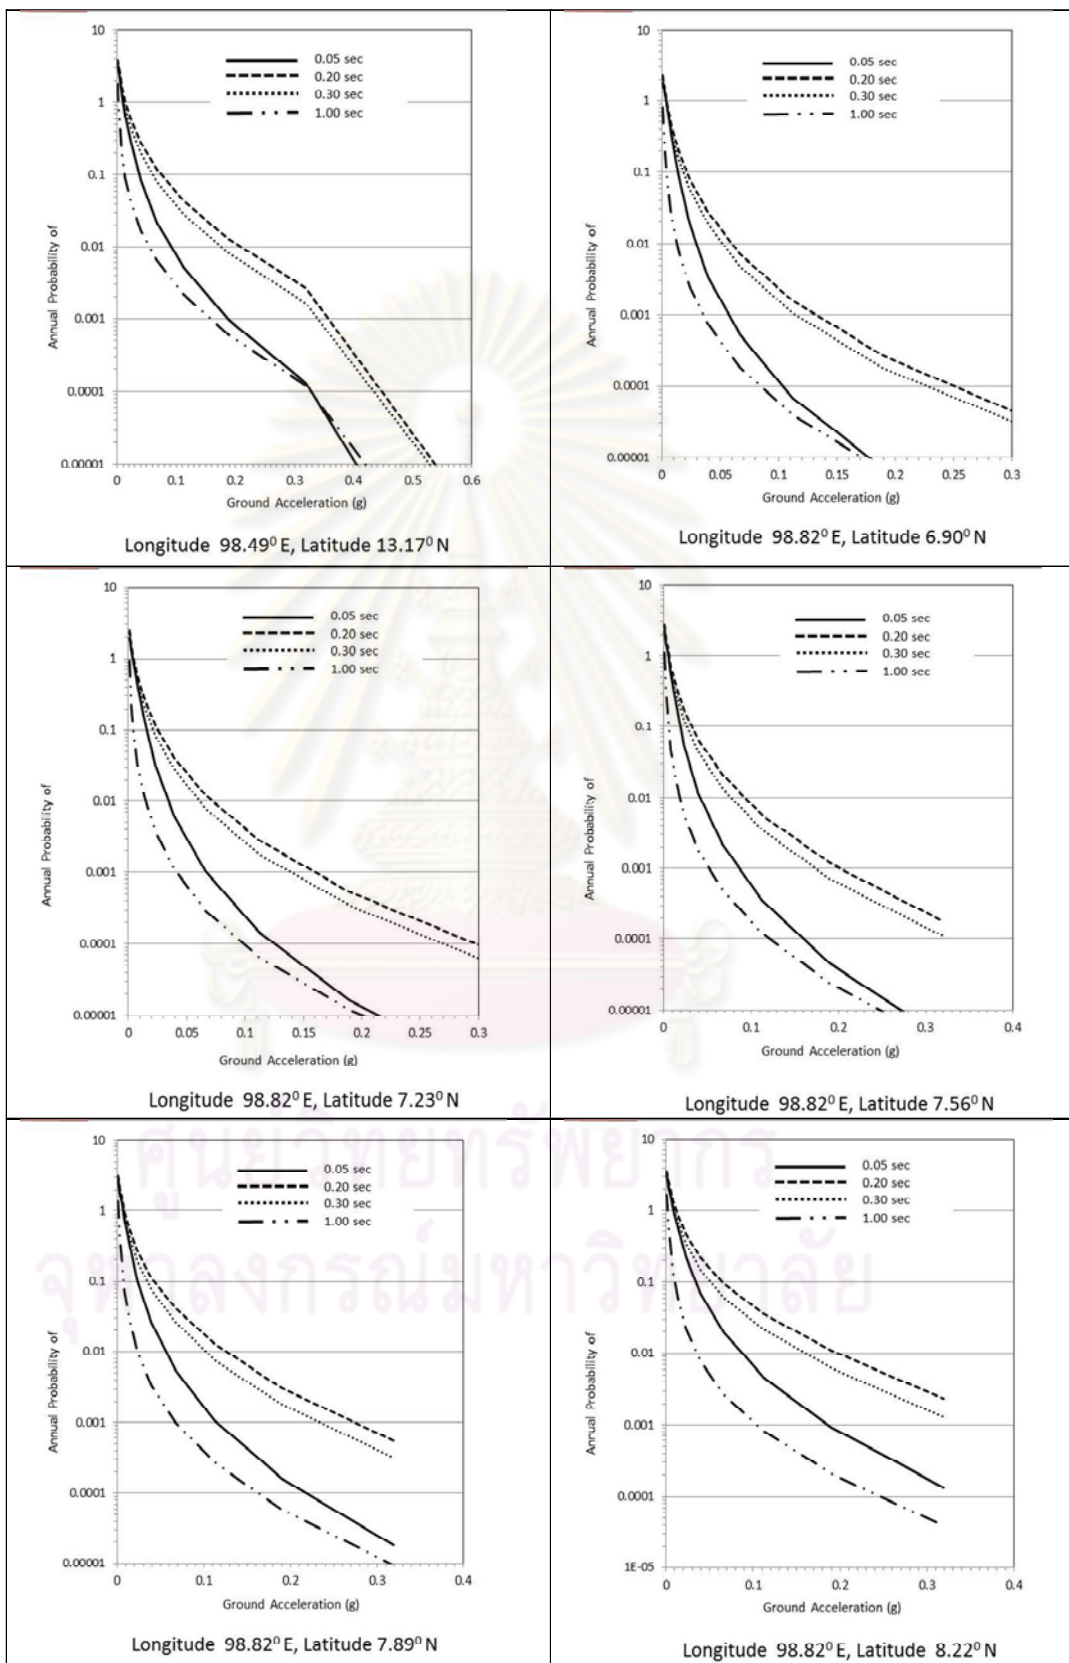 10
1
0.1
0.01
0.001
0.0001
0.00001
Annual Probability of
0.05 sec
0.20 sec
0.30 sec
1.00 sec
0 0.1 0.2 0.3 0.4 0.5 0.6
Ground Acceleration (g)
Longitude 98.49⁰ E, Latitude 13.17⁰ N
10
1
0.1
0.01
0.001
0.0001
0.00001
Annual Probability of
0.05 sec
0.20 sec
0.30 sec
1.00 sec
0 0.05 0.1 0.15 0.2 0.25 0.3
Ground Acceleration (g)
Longitude 98.82⁰ E, Latitude 6.90⁰ N
10
1
0.1
0.01
0.001
0.0001
0.00001
Annual Probability of
0.05 sec
0.20 sec
0.30 sec
1.00 sec
0 0.05 0.1 0.15 0.2 0.25 0.3
Ground Acceleration (g)
Longitude 98.82⁰ E, Latitude 7.23⁰ N
10
1
0.1
0.01
0.001
0.0001
0.00001
Annual Probability of
0.05 sec
0.20 sec
0.30 sec
1.00 sec
0 0.1 0.2 0.3 0.4
Ground Acceleration (g)
Longitude 98.82⁰ E, Latitude 7.56⁰ N
ศูนย์วิทยทรัพยากร
จุฬาลงกรณ์มหาวิทยาลัย
10
1
0.1
0.01
0.001
0.0001
0.00001
Annual Probability of
0.05 sec
0.20 sec
0.30 sec
1.00 sec
0 0.1 0.2 0.3 0.4
Ground Acceleration (g)
Longitude 98.82⁰ E, Latitude 7.89⁰ N
10
1
0.1
0.01
0.001
0.0001
1E-05
Annual Probability of
0.05 sec
0.20 sec
0.30 sec
1.00 sec
0 0.1 0.2 0.3 0.4
Ground Acceleration (g)
Longitude 98.82⁰ E, Latitude 8.22⁰ N